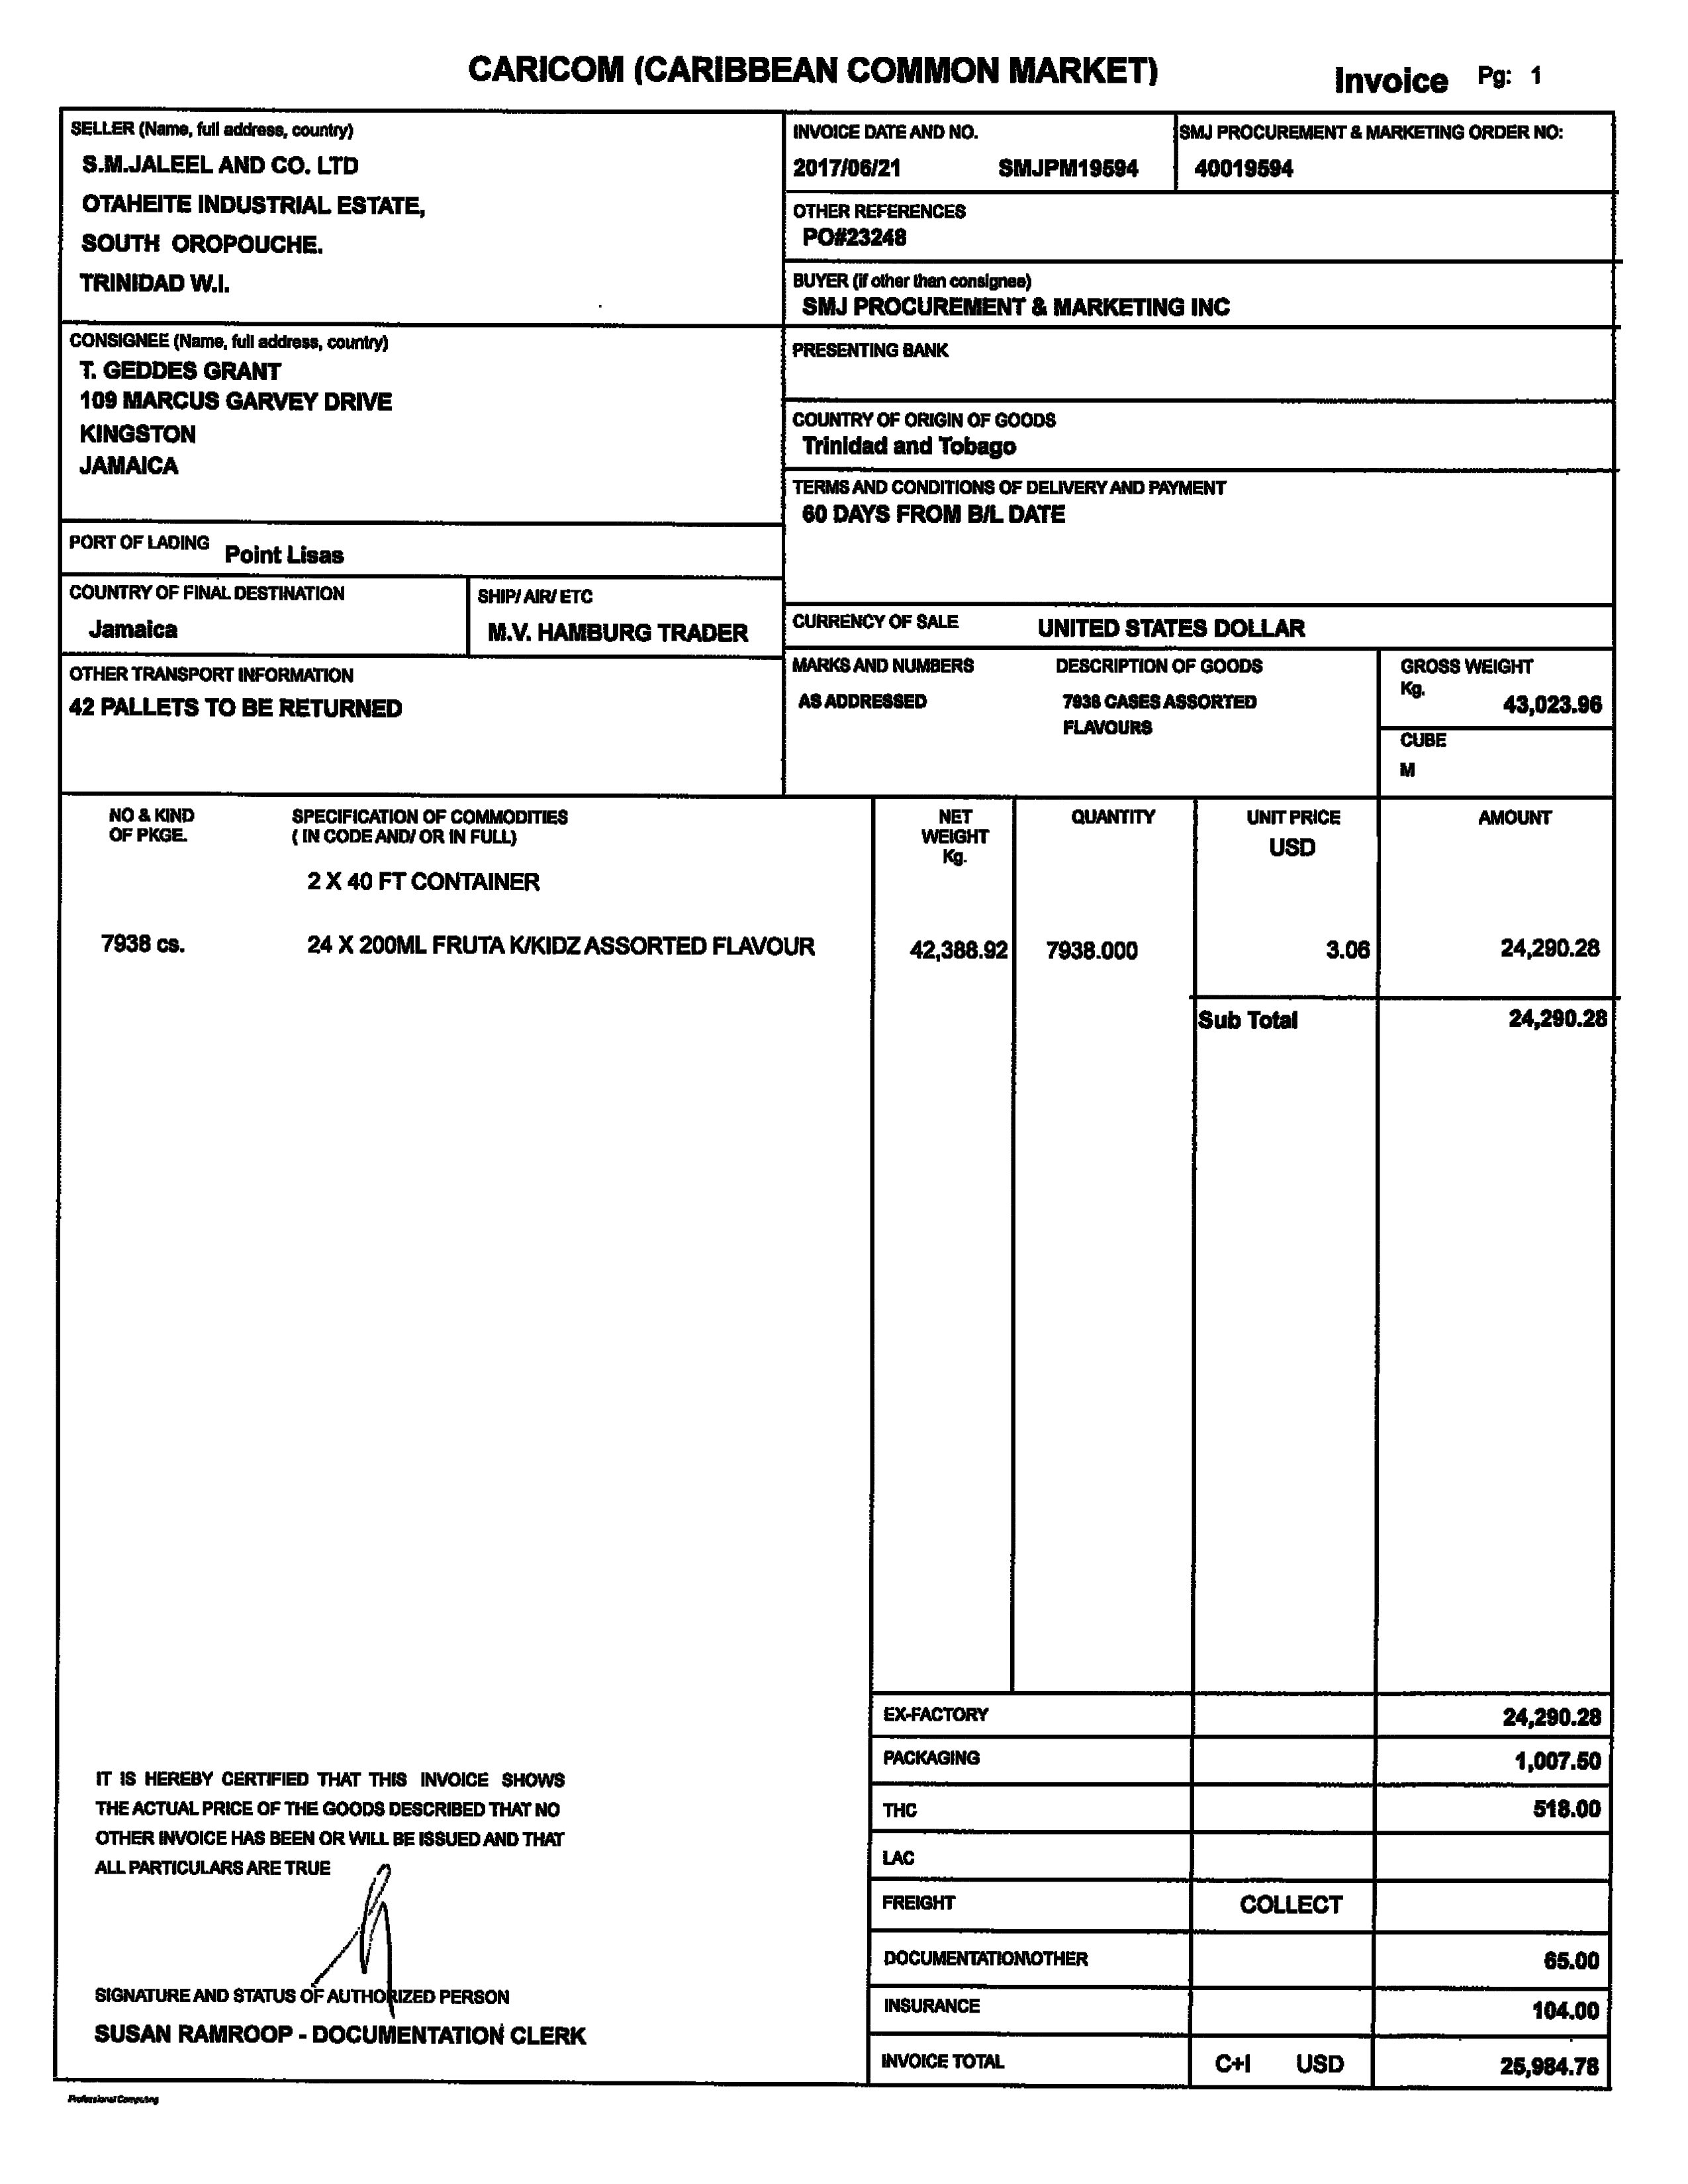 CARICOM (CARIBBEAN COMMON MARKET)
Invoice Pg: 1
SELLER (Name, full address, country)
S.M.JALEEL AND CO. LTD
OTAHEITE INDUSTRIAL ESTATE,
SOUTH OROPOUCHE.
TRINIDAD W.I.
INVOICE DATE AND NO.
2017/06/21 SMJPM19594
SMJ PROCUREMENT & MARKETING ORDER NO:
40019594
OTHER REFERENCES
PO#23248
BUYER (if other than consignee)
SMJ PROCUREMENT & MARKETING INC
CONSIGNEE (Name, full address, country)
T. GEDDES GRANT
109 MARCUS GARVEY DRIVE
KINGSTON
JAMAICA
PRESENTING BANK
COUNTRY OF ORIGIN OF GOODS
Trinidad and Tobago
TERMS AND CONDITIONS OF DELIVERY AND PAYMENT
60 DAYS FROM B/L DATE
PORT OF LADING Point Lisas
COUNTRY OF FINAL DESTINATION
Jamaica
SHIP/ AIR/ ETC
M.V. HAMBURG TRADER
CURRENCY OF SALE UNITED STATES DOLLAR
OTHER TRANSPORT INFORMATION
42 PALLETS TO BE RETURNED
MARKS AND NUMBERS
AS ADDRESSED
DESCRIPTION OF GOODS
7938 CASES ASSORTED
FLAVOURS
GROSS WEIGHT
Kg. 43,023.96
CUBE
M
NO & KIND
OF PKGE.
SPECIFICATION OF COMMODITIES
( IN CODE AND/ OR IN FULL)
NET
WEIGHT
Kg.
QUANTITY
UNIT PRICE
USD
AMOUNT
2 X 40 FT CONTAINER
7938 cs. 24 X 200ML FRUTA K/KIDZ ASSORTED FLAVOUR 42,388.92 7938.000 3.06 24,290.28
Sub Total 24,290.28
EX-FACTORY 24,290.28
PACKAGING 1,007.50
THC 518.00
LAC
FREIGHT COLLECT
DOCUMENTATION\OTHER 65.00
INSURANCE 104.00
INVOICE TOTAL C+I USD 25,984.78
IT IS HEREBY CERTIFIED THAT THIS INVOICE SHOWS
THE ACTUAL PRICE OF THE GOODS DESCRIBED THAT NO
OTHER INVOICE HAS BEEN OR WILL BE ISSUED AND THAT
ALL PARTICULARS ARE TRUE
SIGNATURE AND STATUS OF AUTHORIZED PERSON
SUSAN RAMROOP - DOCUMENTATION CLERK
Professional Computing